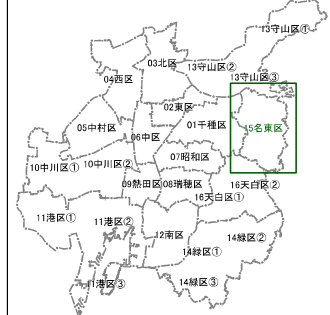 13守山区①
03北区
13守山区②
04西区
13守山区③
02東区
01千種区
15名東区
05中村区
06中区
07昭和区
10中川区①
10中川区②
09熱田区
08瑞穂区
16天白区②
16天白区①
11港区①
11港区②
12南区
14緑区②
14緑区①
11港区③
14緑区③